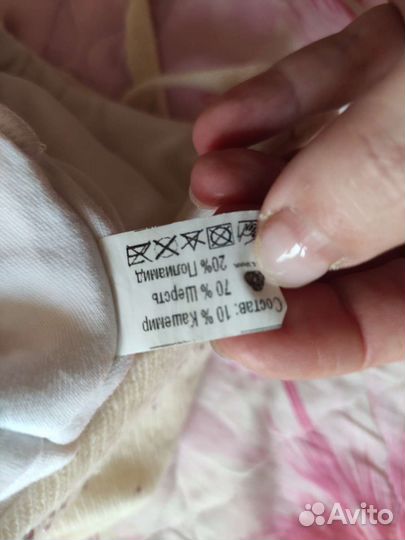 Состав: 10 % Кашемир
70 % Шерсть
20% Полиамид
Avito